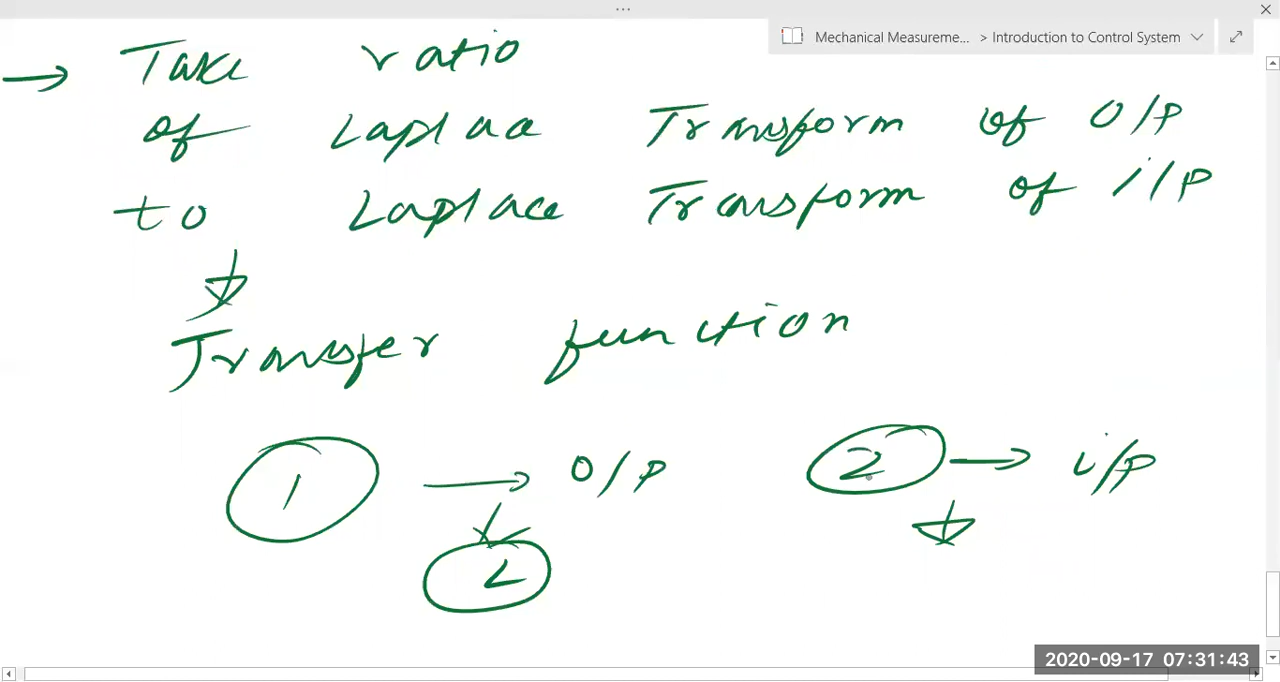 Mechanical Measureme... > Introduction to Control System
→ Take ratio
of Laplace Transform of O/P
to Laplace Transform of i/P
Transfer function
1 → O/P 2 → i/P
L
2020-09-17 07:31:43